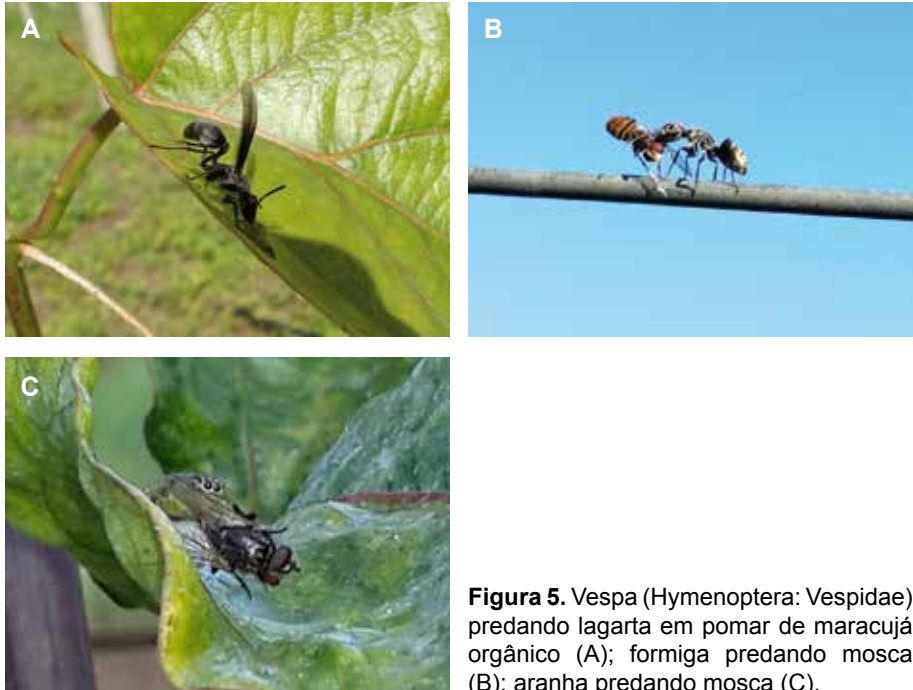 A
B
C
Figura 5. Vespa (Hymenoptera: Vespidae)
predando lagarta em pomar de maracujá
orgânico (A); formiga predando mosca
(B); aranha predando mosca (C).